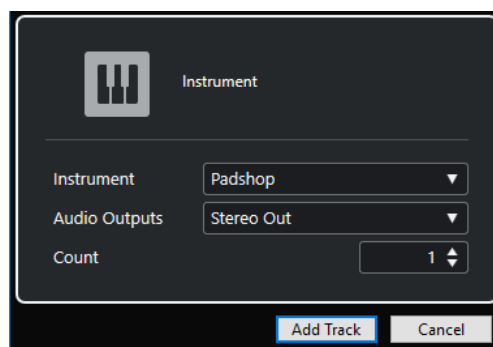 Instrument
Instrument Padshop
Audio Outputs Stereo Out
Count 1
Add Track Cancel